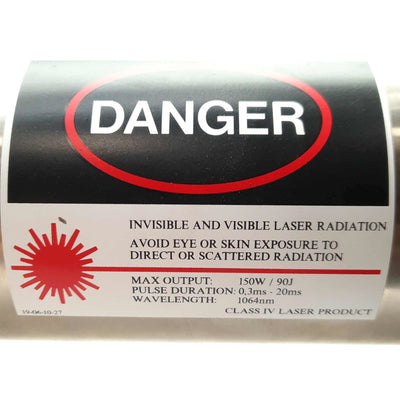 DANGER
INVISIBLE AND VISIBLE LASER RADIATION
AVOID EYE OR SKIN EXPOSURE TO
DIRECT OR SCATTERED RADIATION
MAX OUTPUT: 150W / 90J
PULSE DURATION: 0,3ms - 20ms
WAVELENGTH: 1064nm
39-06-10-27 CLASS IV LASER PRODUCT